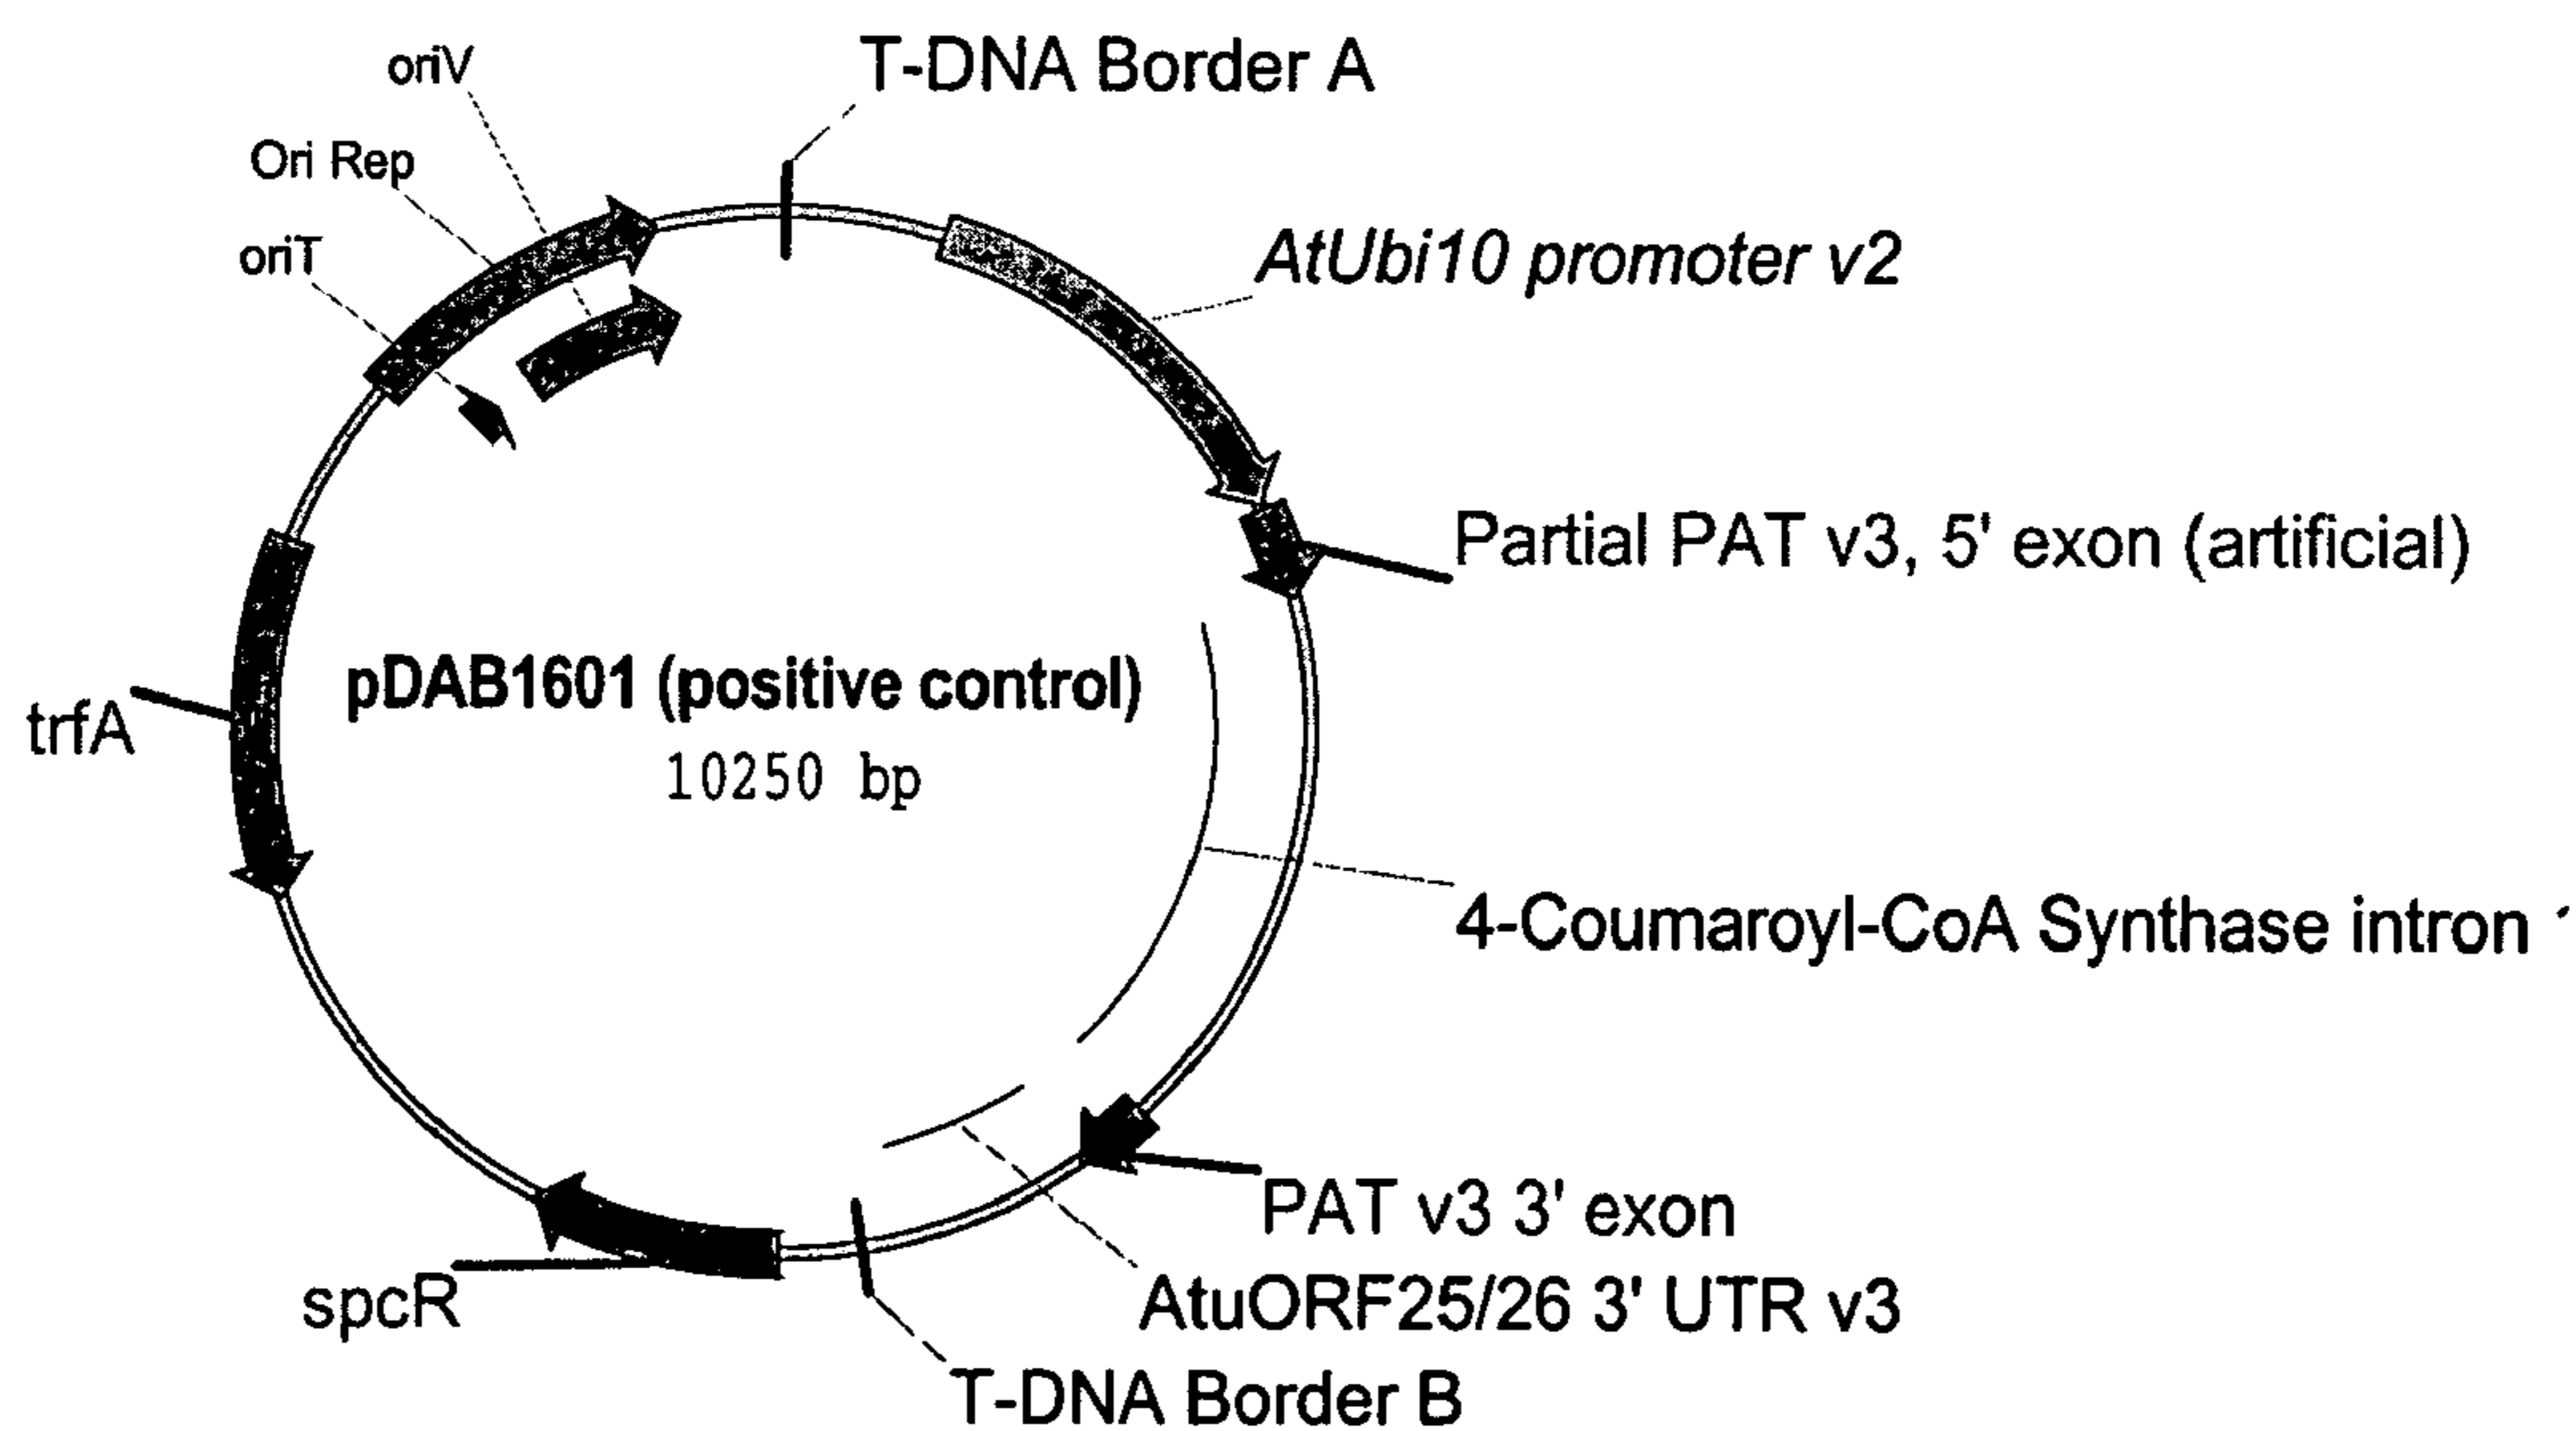 oriV
T-DNA Border A
Ori Rep
oriT
AtUbi10 promoter v2
Partial PAT v3, 5' exon (artificial)
pDAB1601 (positive control)
10250 bp
trfA
4-Coumaroyl-CoA Synthase intron
PAT v3 3' exon
AtuORF25/26 3' UTR v3
spcR
T-DNA Border B